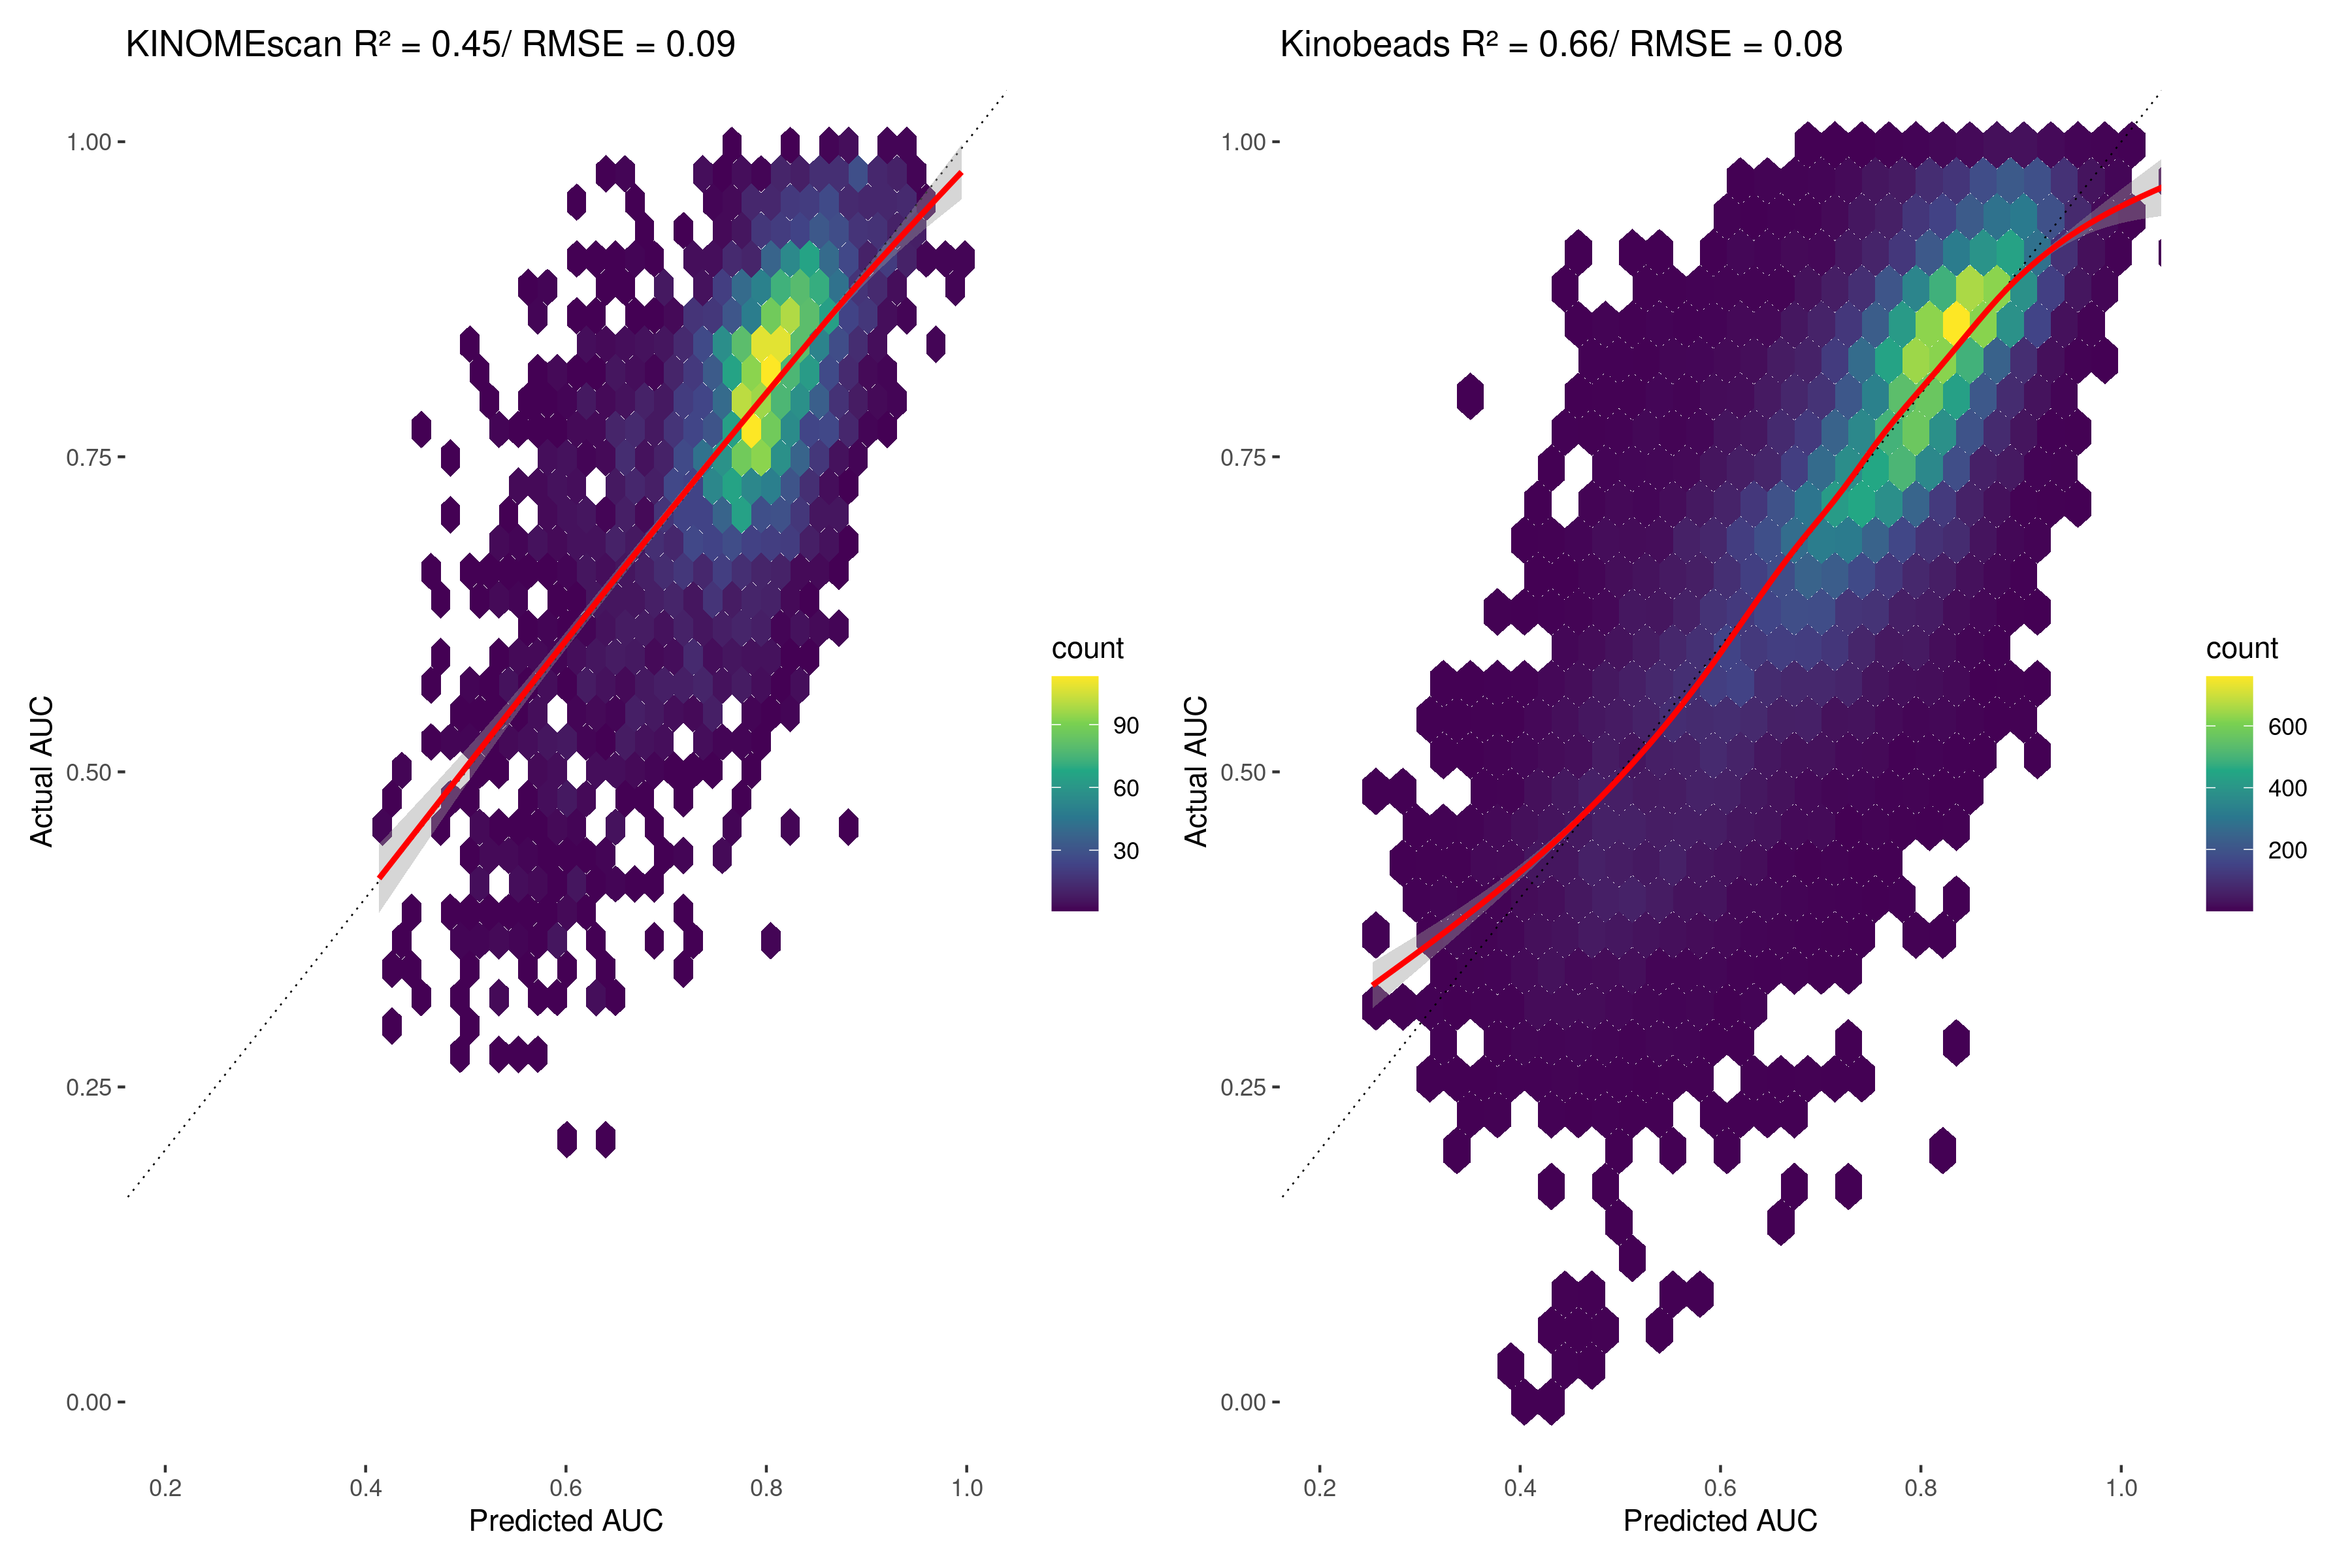 KINOMEscan R² = 0.45/ RMSE = 0.09
1.00
0.75
0.50
0.25
0.00
Actual AUC
0.2 0.4 0.6 0.8 1.0
Predicted AUC
count
90
60
30
Kinobeads R² = 0.66/ RMSE = 0.08
1.00
0.75
0.50
0.25
0.00
Actual AUC
0.2 0.4 0.6 0.8 1.0
Predicted AUC
count
600
400
200